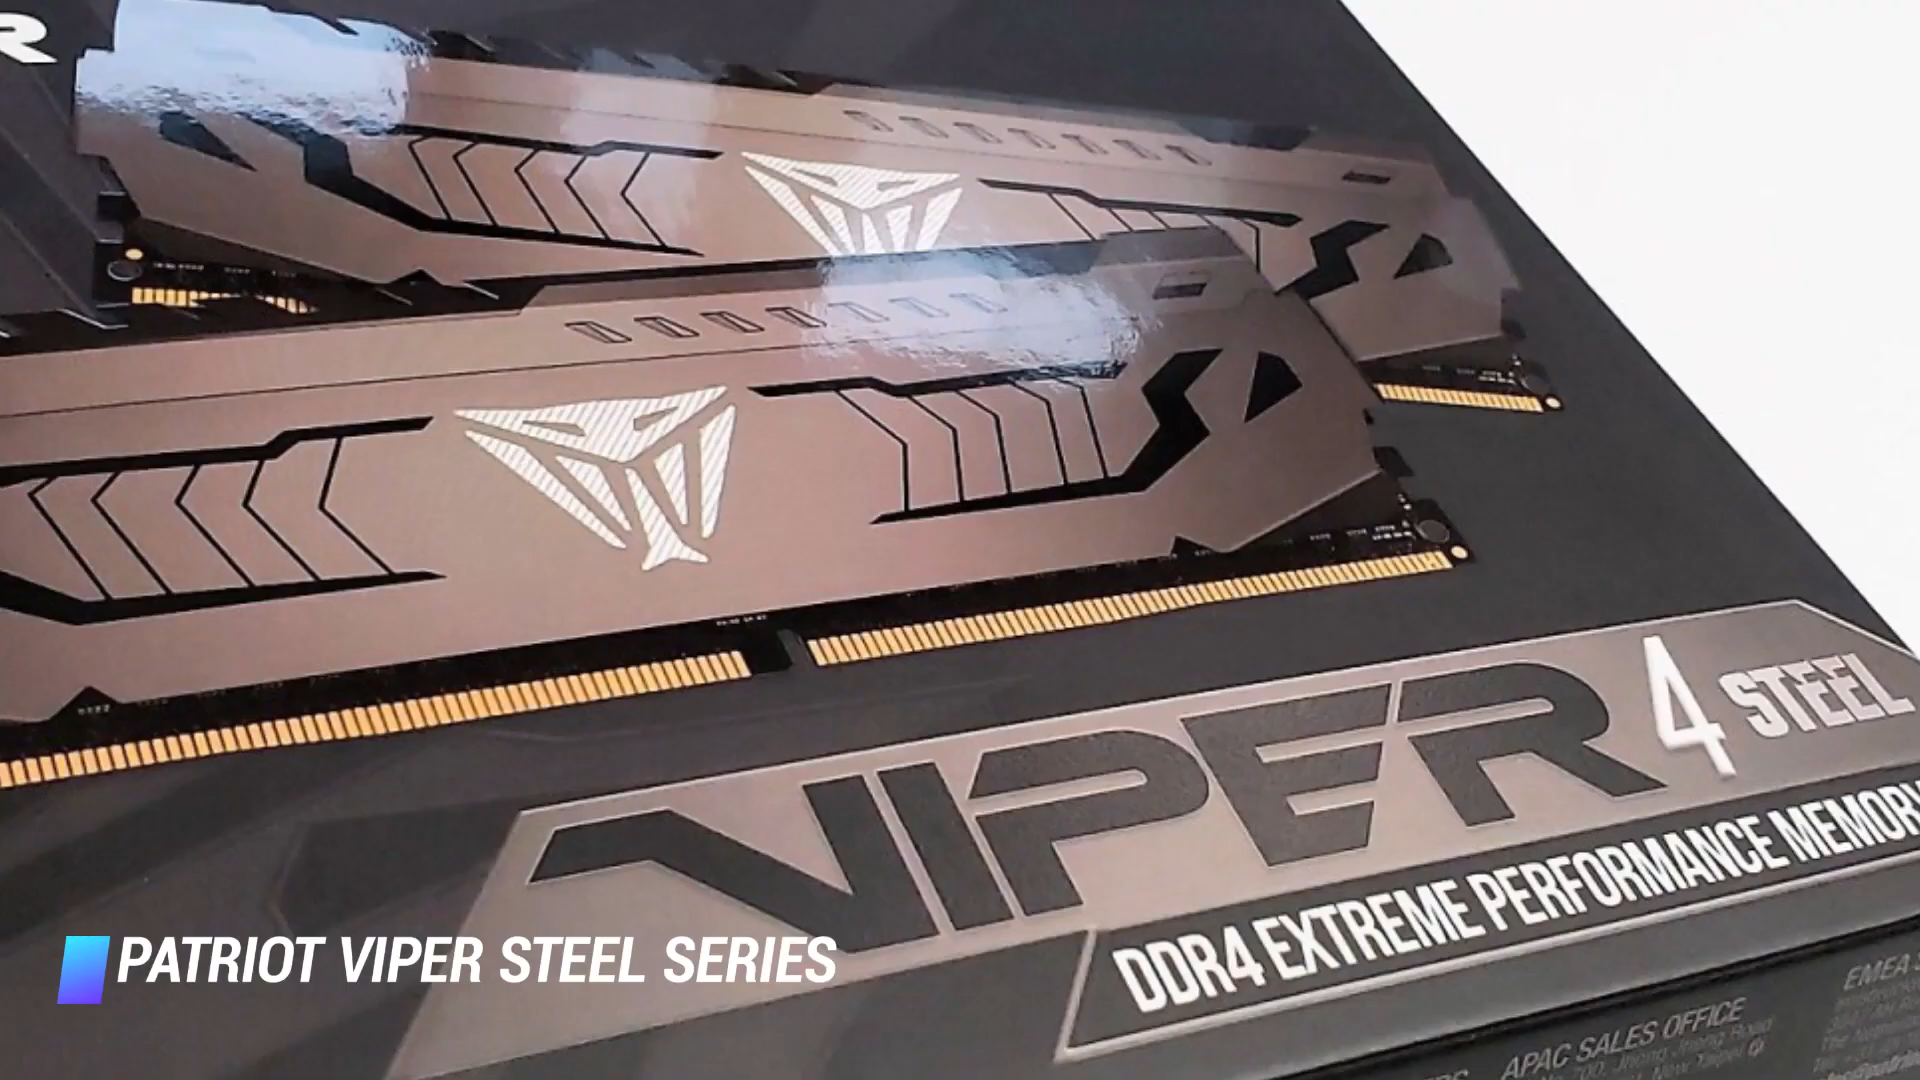 R
VIPER 4 STEEL
DDR4 EXTREME PERFORMANCE MEMORY
PATRIOT VIPER STEEL SERIES
EMEA
APAC SALES OFFICE